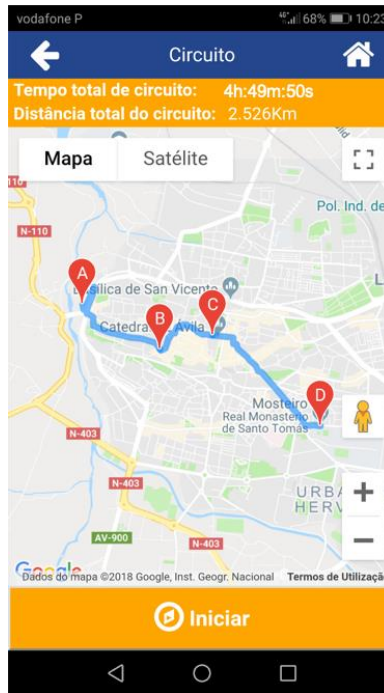 vodafone P 68% 10:23
Circuito
Tempo total de circuito: 4h:49m:50s
Distância total do circuito: 2.526Km
Mapa Satélite
110
Pol. Ind. de
N-110
A
Basílica de San Vicente
C
B
Catedral de Ávila
D
Mosteiro
Real Monasterio
de Santo Tomás
N-403
N-403
URBA
HERV
AV-900
N-403
Google
Dados do mapa ©2018 Google, Inst. Geogr. Nacional Termos de Utilizaçã
Iniciar